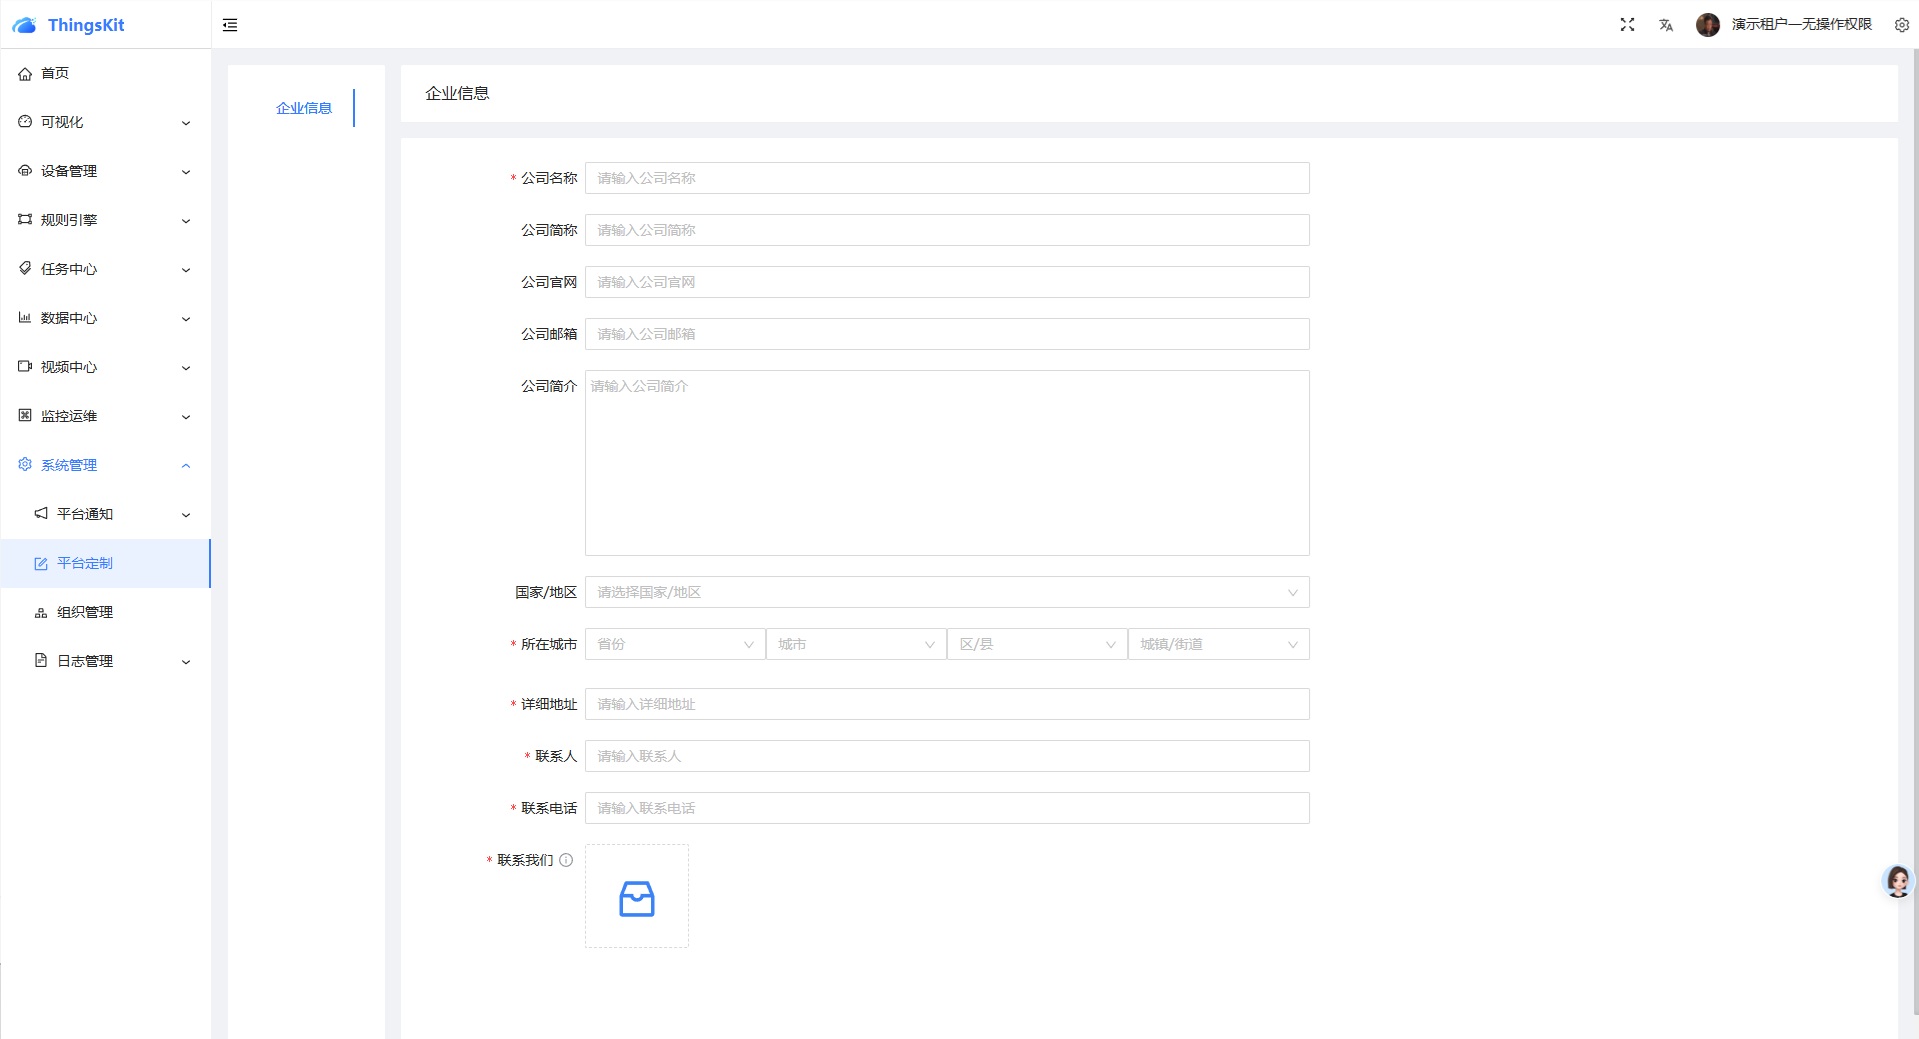 ThingsKit
演示租户—无操作权限
首页
可视化
设备管理
规则引擎
任务中心
数据中心
视频中心
监控运维
系统管理
平台通知
平台定制
组织管理
日志管理
企业信息
企业信息
* 公司名称 请输入公司名称
公司简称 请输入公司简称
公司官网 请输入公司官网
公司邮箱 请输入公司邮箱
公司简介 请输入公司简介
国家/地区 请选择国家/地区
* 所在城市 省份 城市 区/县 城镇/街道
* 详细地址 请输入详细地址
* 联系人 请输入联系人
* 联系电话 请输入联系电话
* 联系我们